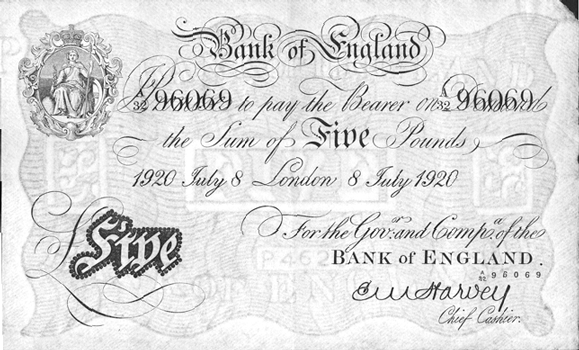 Bank of England
A/32 96069 to pay the Bearer on A/32 96069
the Sum of Five Pounds
1920 July 8 London 8 July 1920
For the Govr. and Compa. of the
Five
BANK OF ENGLAND.
A/32 96069
E M Harvey
Chief Cashier.